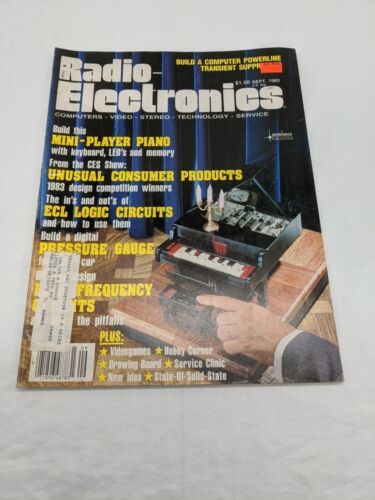 BUILD A COMPUTER POWERLINE
TRANSIENT
$1.50 SEPT. 1983
Radio-
Electronics
COMPUTERS - VIDEO - STEREO - TECHNOLOGY - SERVICE
GERNSBACK
Build this
MINI-PLAYER PIANO
with keyboard, LED's and memory
From the CES Show:
UNUSUAL CONSUMER PRODUCTS
1983 design competition winners
The in's and out's of
ECL LOGIC CIRCUITS
and how to use them
Build a digital
PRESSURE GAUGE
car
design
FREQUENCY
the pitfalls
PLUS:
★ Videogames ★ Hobby Corner
★ Drawing Board ★ Service Clinic
★ New Idea ★ State-Of-Solid-State